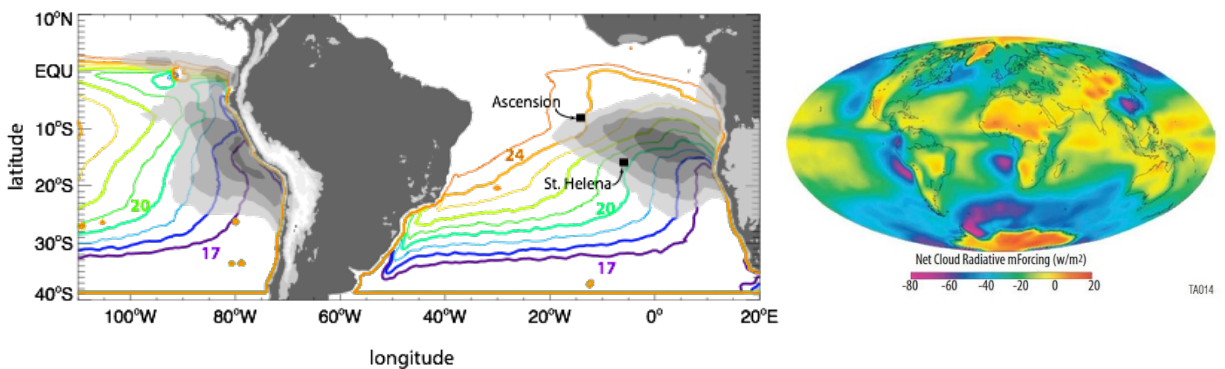 10°N
EQU
10°S
20°S
30°S
40°S
latitude
100°W
80°W
60°W
40°W
20°W
0°
20°E
longitude
20
17
24
20
17
Ascension
St. Helena
Net Cloud Radiative mForcing (w/m²)
-80 -60 -40 -20 0 20
TA014